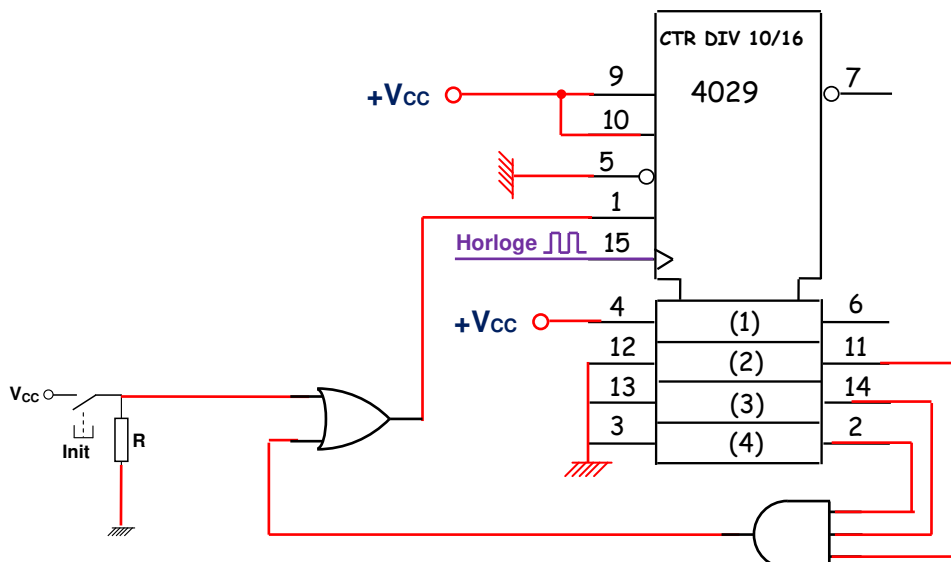 CTR DIV 10/16
4029
9
7
+VCC
10
5
1
Horloge
15
+VCC
4
(1)
6
12
(2)
11
13
(3)
14
3
(4)
2
VCC
Init
R